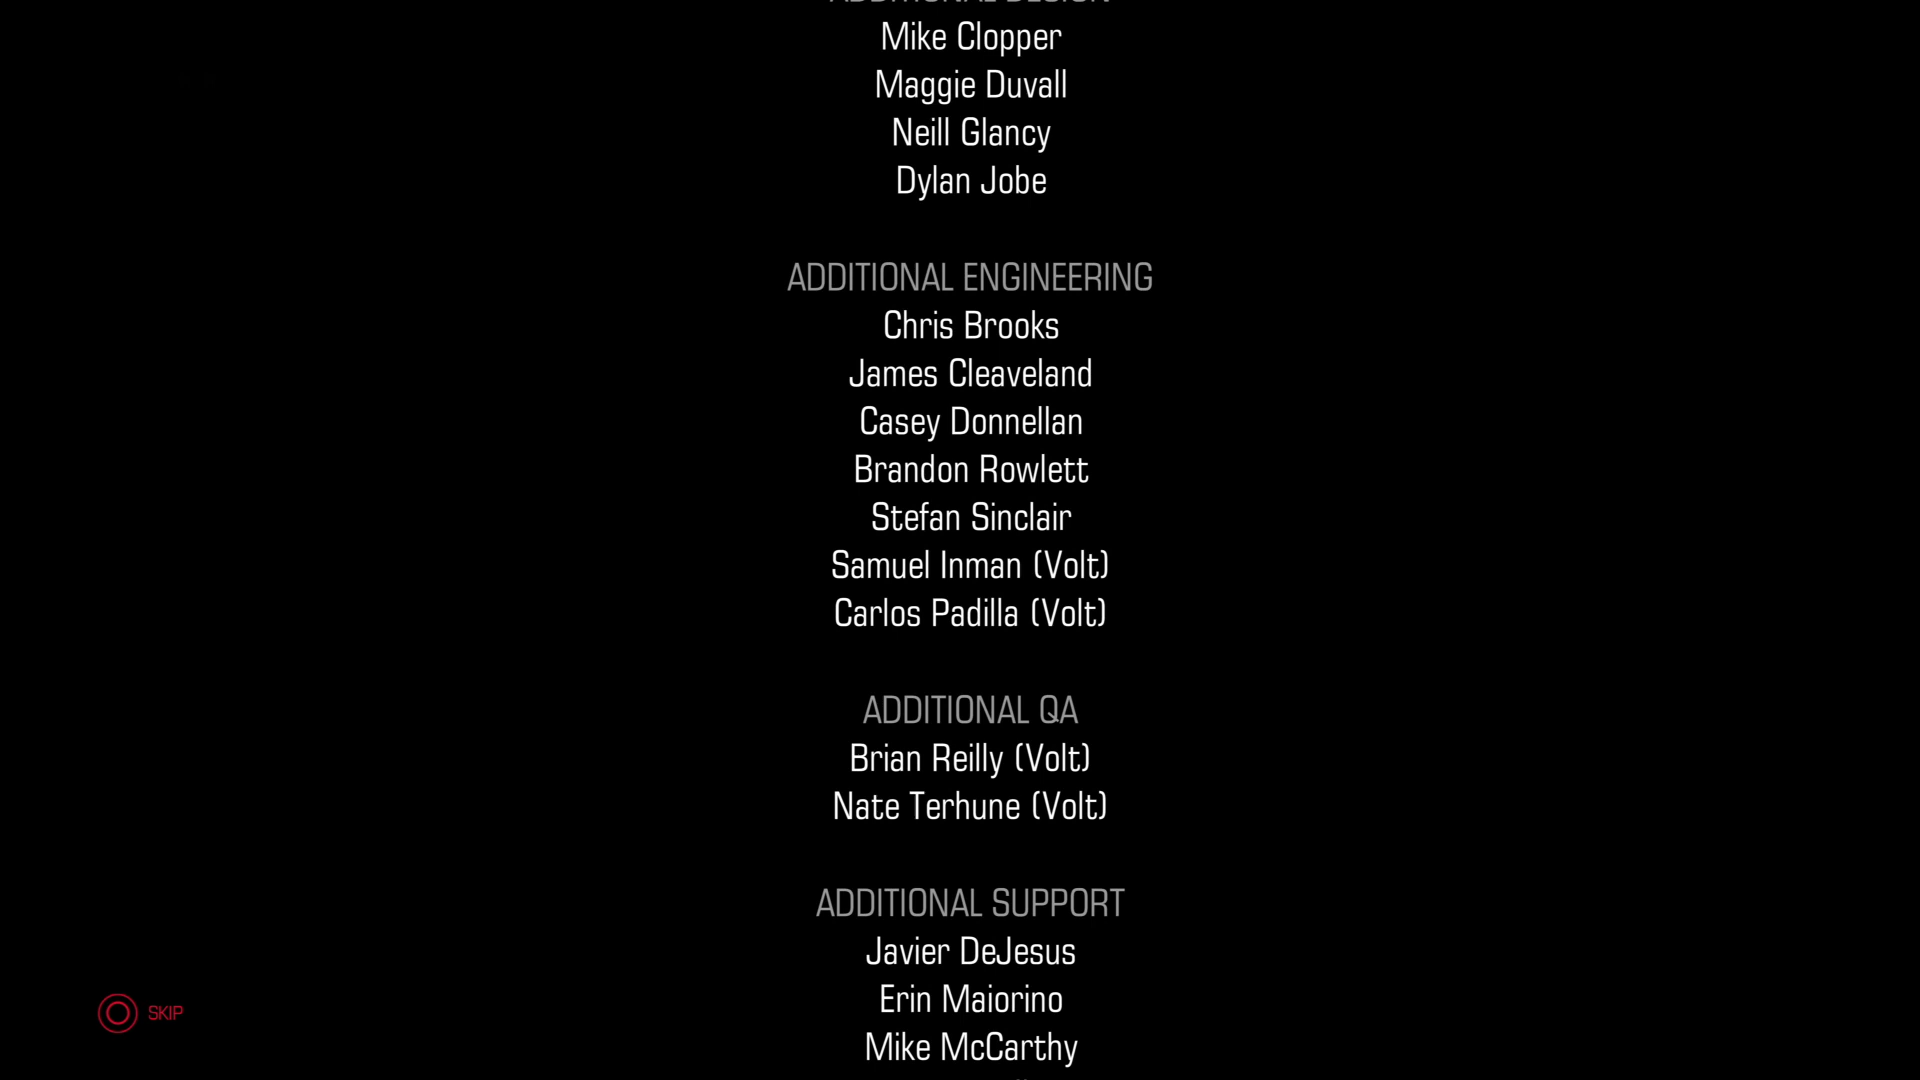 ADDITIONAL DESIGN
Mike Clopper
Maggie Duvall
Neill Glancy
Dylan Jobe
ADDITIONAL ENGINEERING
Chris Brooks
James Cleaveland
Casey Donnellan
Brandon Rowlett
Stefan Sinclair
Samuel Inman (Volt)
Carlos Padilla (Volt)
ADDITIONAL QA
Brian Reilly (Volt)
Nate Terhune (Volt)
ADDITIONAL SUPPORT
Javier DeJesus
Erin Maiorino
Mike McCarthy
SKIP